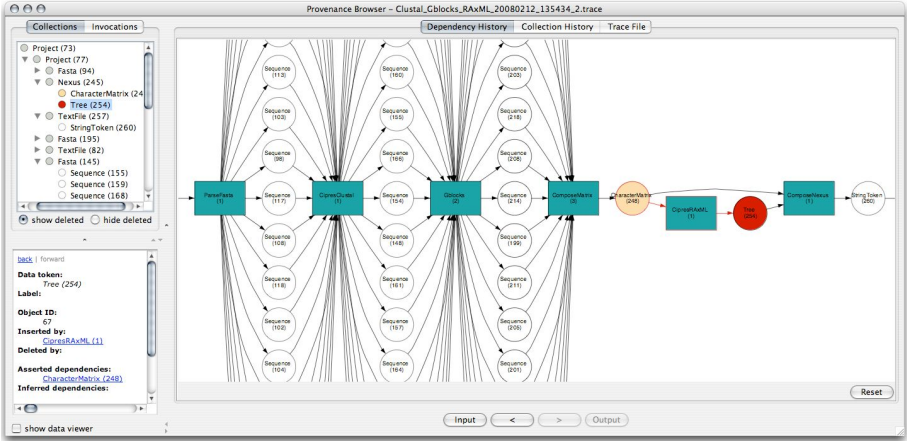 Provenance Browser – Clustal_Gblocks_RAxML_20080212_135434_2.trace
Collections Invocations
Dependency History Collection History Trace File
Project (73)
Project (77)
Fasta (94)
Nexus (245)
CharacterMatrix (24
Tree (254)
TextFile (257)
StringToken (260)
Fasta (195)
TextFile (82)
Fasta (145)
Sequence (155)
Sequence (159)
Sequence (168)
show deleted hide deleted
back | forward
Data token:
Tree (254)
Label:
Object ID:
67
Inserted by:
CipresRAxML (1)
Deleted by:
Asserted dependencies:
CharacterMatrix (248)
Inferred dependencies:
show data viewer
ParseFasta
(1)
Sequence
(113)
Sequence
(103)
Sequence
(98)
Sequence
(117)
Sequence
(108)
Sequence
(118)
Sequence
(102)
Sequence
(104)
CipresClustal
(1)
Sequence
(160)
Sequence
(155)
Sequence
(166)
Sequence
(154)
Sequence
(148)
Sequence
(161)
Sequence
(157)
Sequence
(164)
Gblocks
(2)
Sequence
(203)
Sequence
(218)
Sequence
(208)
Sequence
(214)
Sequence
(199)
Sequence
(211)
Sequence
(205)
Sequence
(201)
ComposeMatrix
(3)
CharacterMatrix
(248)
CipresRAxML
(1)
Tree
(254)
ComposeNexus
(1)
StringToken
(260)
Reset
Input < > Output